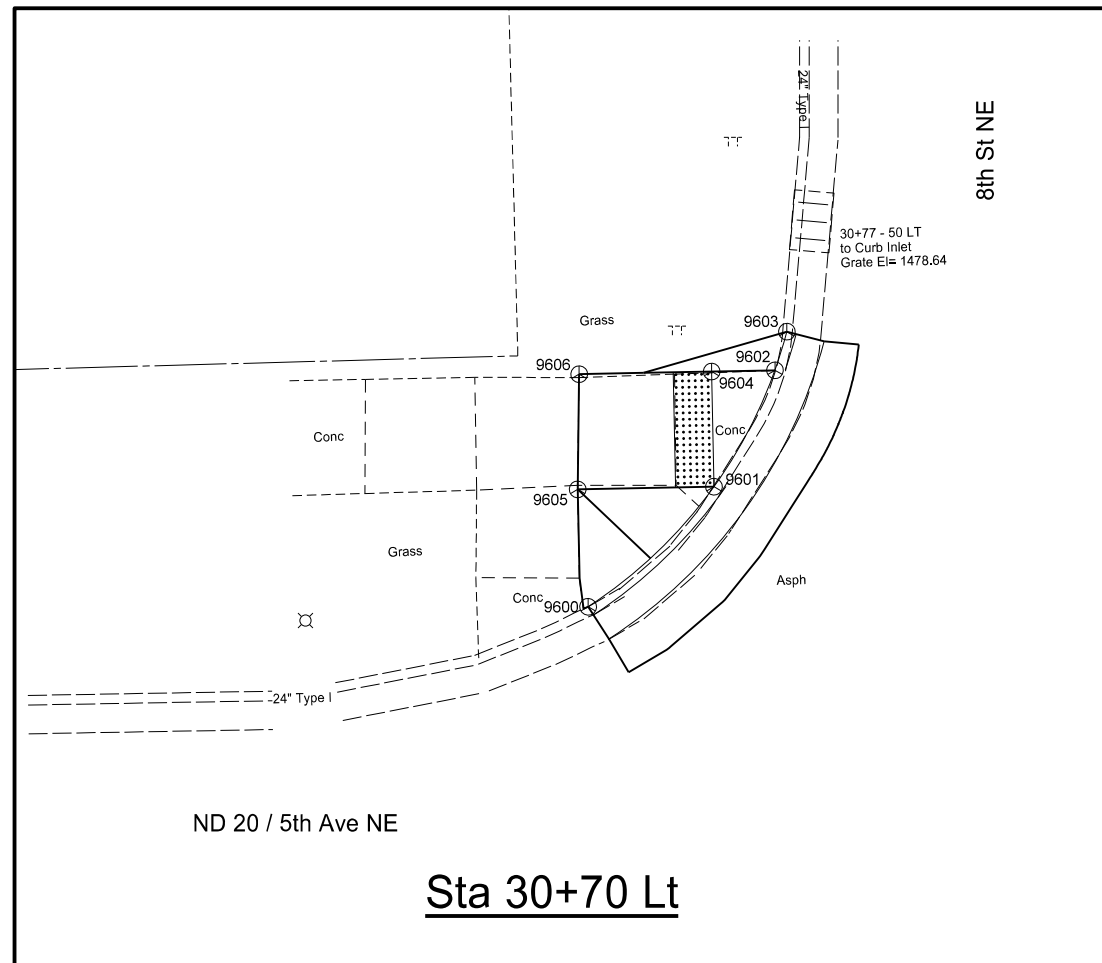 24" Type I
8th St NE
30+77 - 50 LT
to Curb Inlet
Grate El= 1478.64
Grass
9603
9602
9606
9604
Conc
Conc
9601
9605
Grass
Asph
Conc
9600
24" Type I
ND 20 / 5th Ave NE
Sta 30+70 Lt